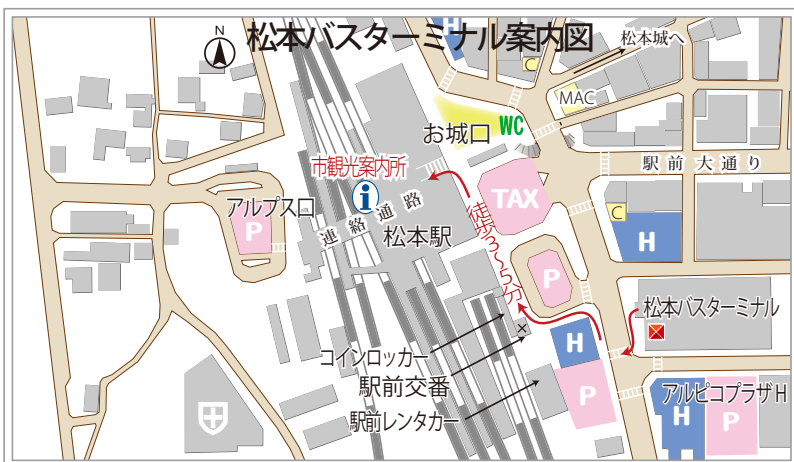 N
松本バスターミナル案内図
松本城へ
C
MAC
お城口
WC
駅前大通り
市観光案内所
i
アルプス口
P
連絡通路
松本駅
TAX
徒歩3〜5分
C
H
P
松本バスターミナル
コインロッカー
H
駅前交番
P
駅前レンタカー
アルピコプラザH
H
P